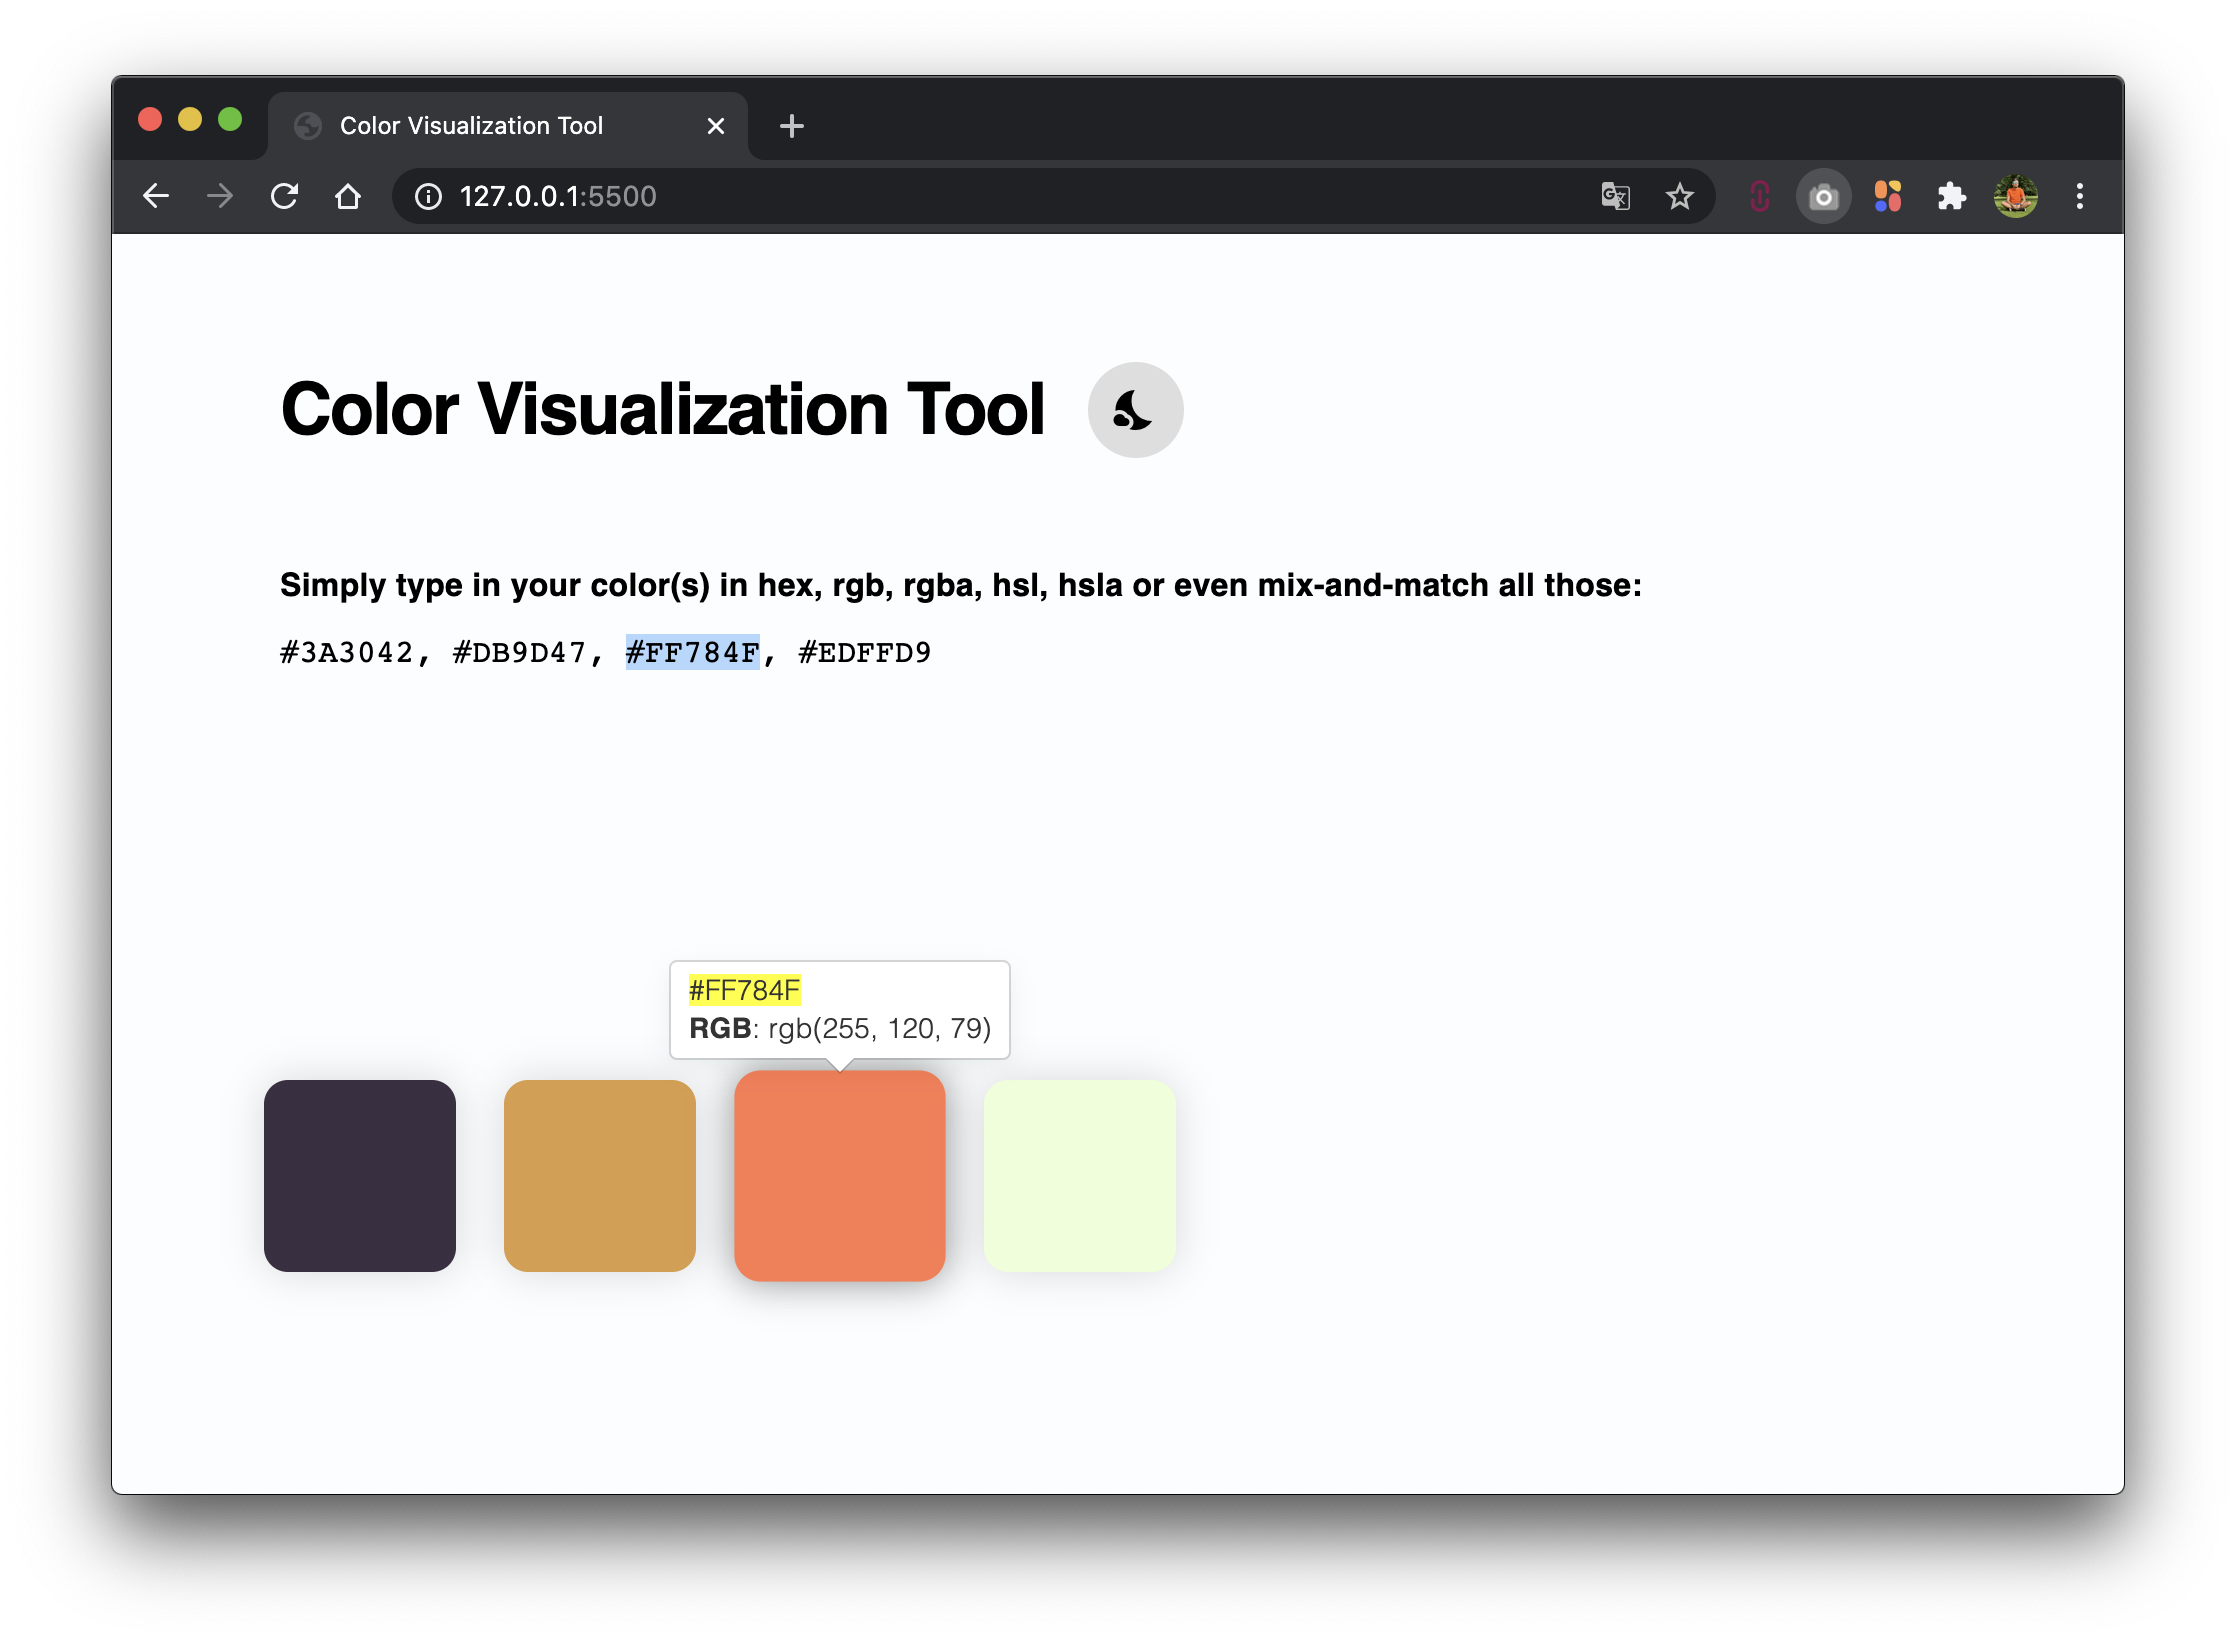 Color Visualization Tool
127.0.0.1:5500
Color Visualization Tool
Simply type in your color(s) in hex, rgb, rgba, hsl, hsla or even mix-and-match all those:
#3A3042, #DB9D47, #FF784F, #EDFFD9
#FF784F
RGB: rgb(255, 120, 79)